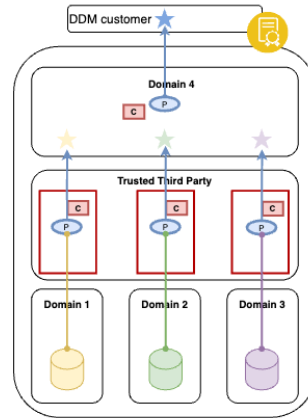 DDM customer
Domain 4
P
C
Trusted Third Party
C
C
C
P
P
P
Domain 1
Domain 2
Domain 3